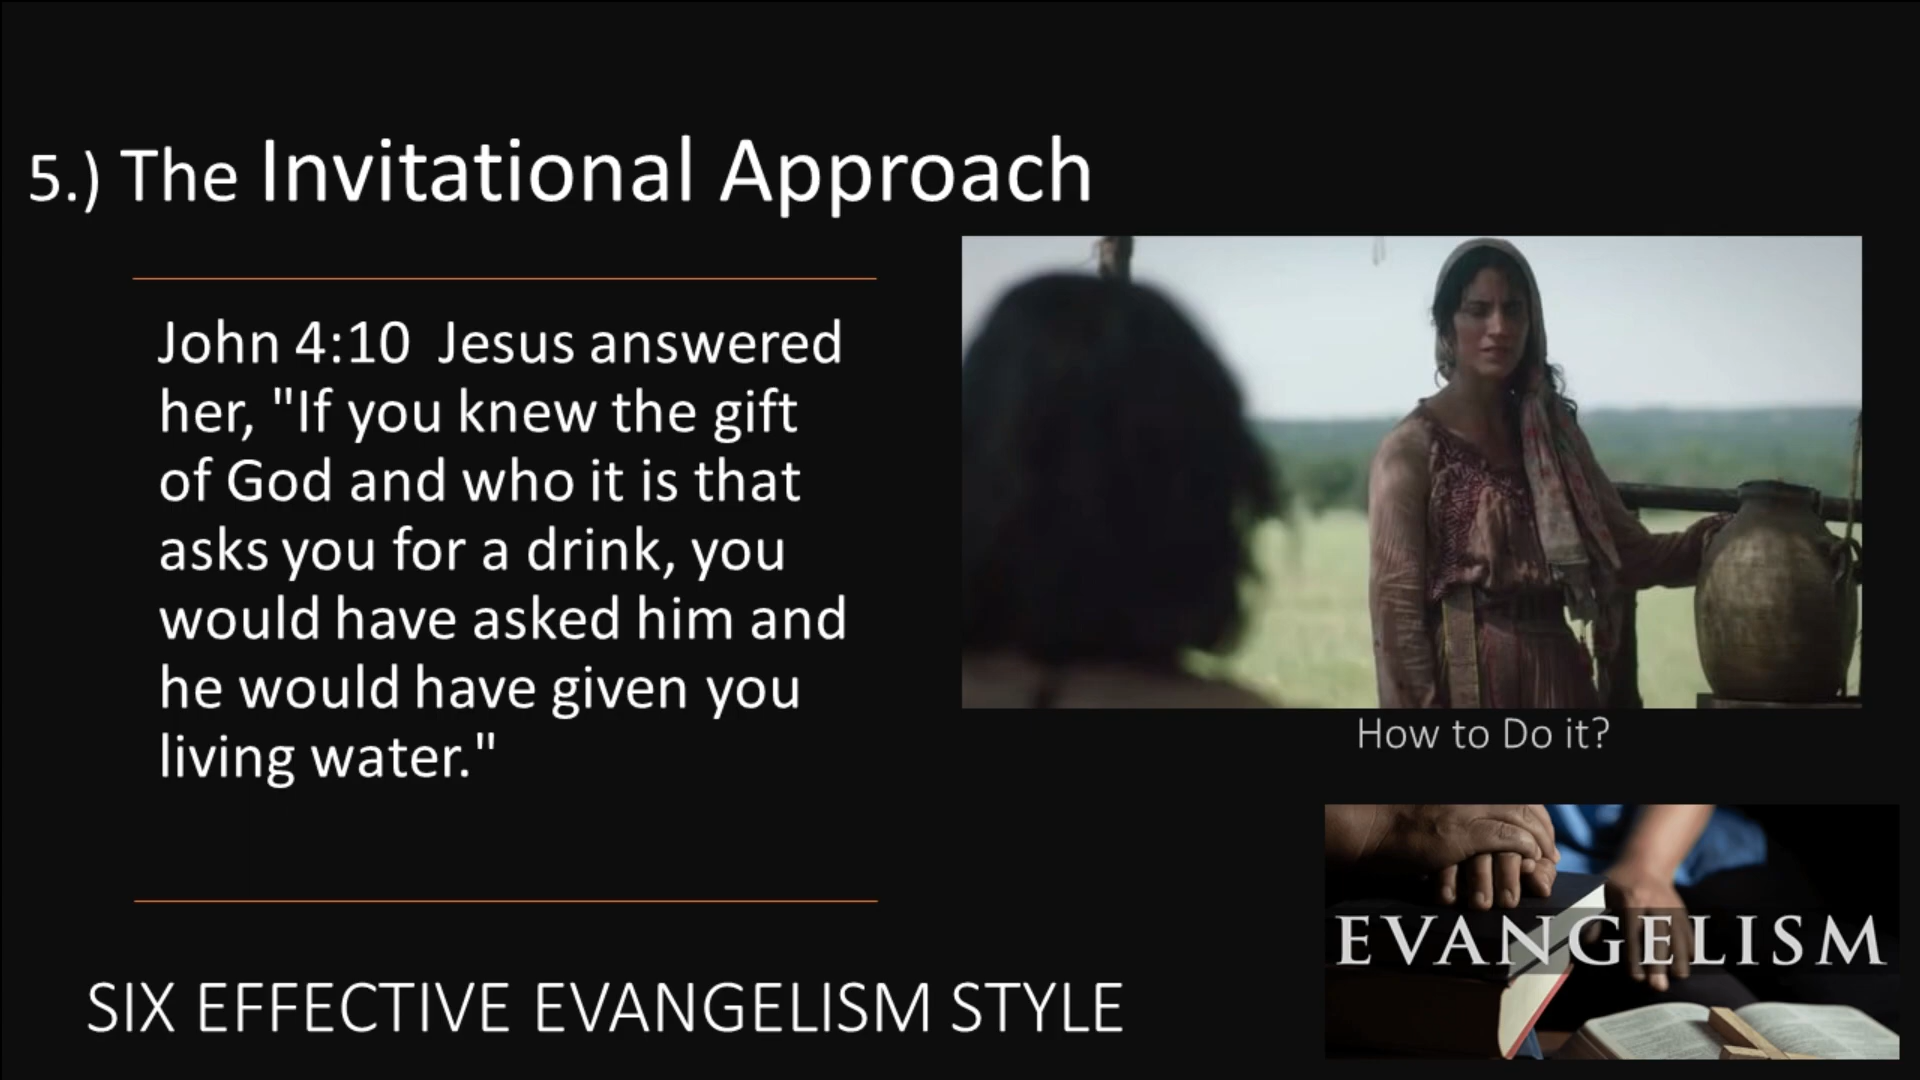 5.) The Invitational Approach
John 4:10  Jesus answered
her, "If you knew the gift
of God and who it is that
asks you for a drink, you
would have asked him and
he would have given you
living water."
How to Do it?
EVANGELISM
SIX EFFECTIVE EVANGELISM STYLE